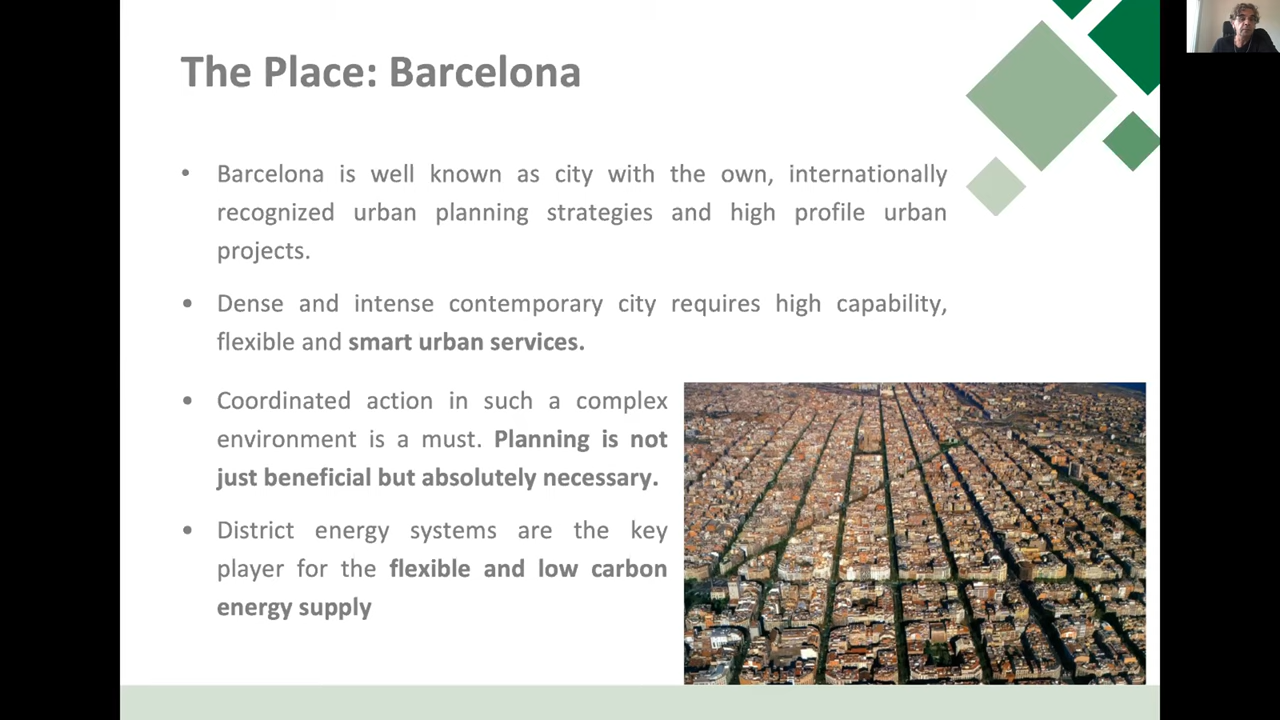 The Place: Barcelona
• Barcelona is well known as city with the own, internationally
recognized urban planning strategies and high profile urban
projects.
• Dense and intense contemporary city requires high capability,
flexible and smart urban services.
• Coordinated action in such a complex
environment is a must. Planning is not
just beneficial but absolutely necessary.
• District energy systems are the key
player for the flexible and low carbon
energy supply